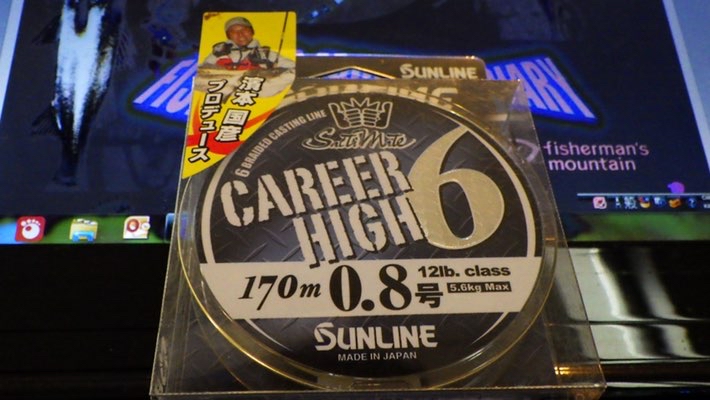 濱本 国彦
プロデュース
SUNLINE
6 BRAIDED CASTING LINE
SaltiMate
CAREER
HIGH 6
170m 0.8号
12lb. class
5.6kg Max
SUNLINE
MADE IN JAPAN
fisherman's
mountain